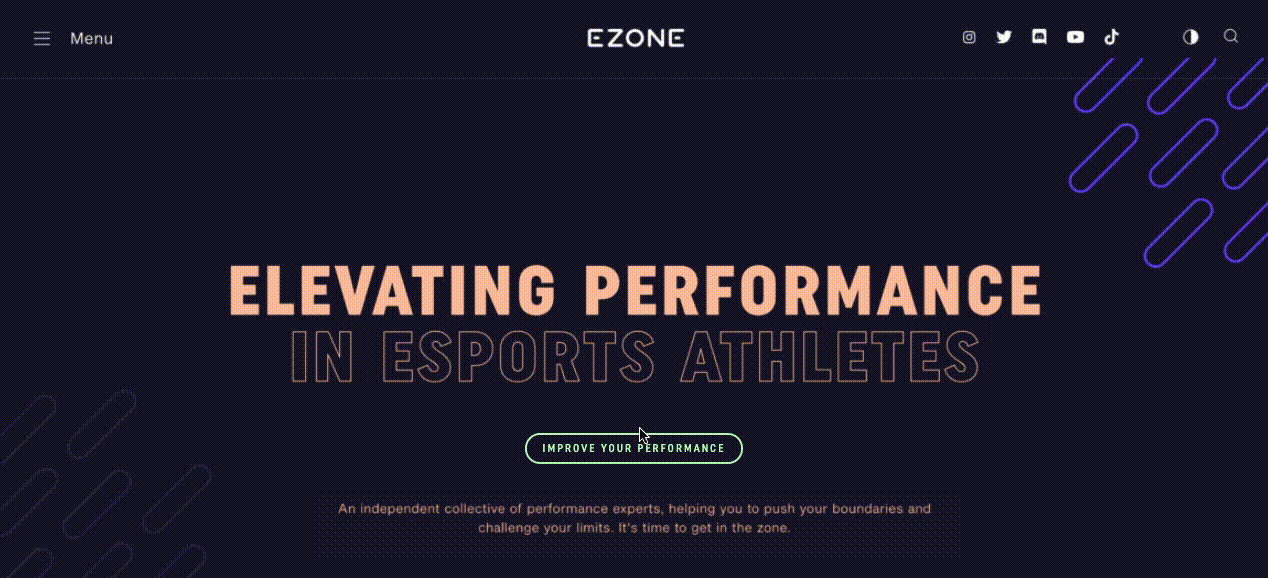 Menu
EZONE
ELEVATING PERFORMANCE
IN ESPORTS ATHLETES
IMPROVE YOUR PERFORMANCE
An independent collective of performance experts, helping you to push your boundaries and
challenge your limits. It's time to get in the zone.